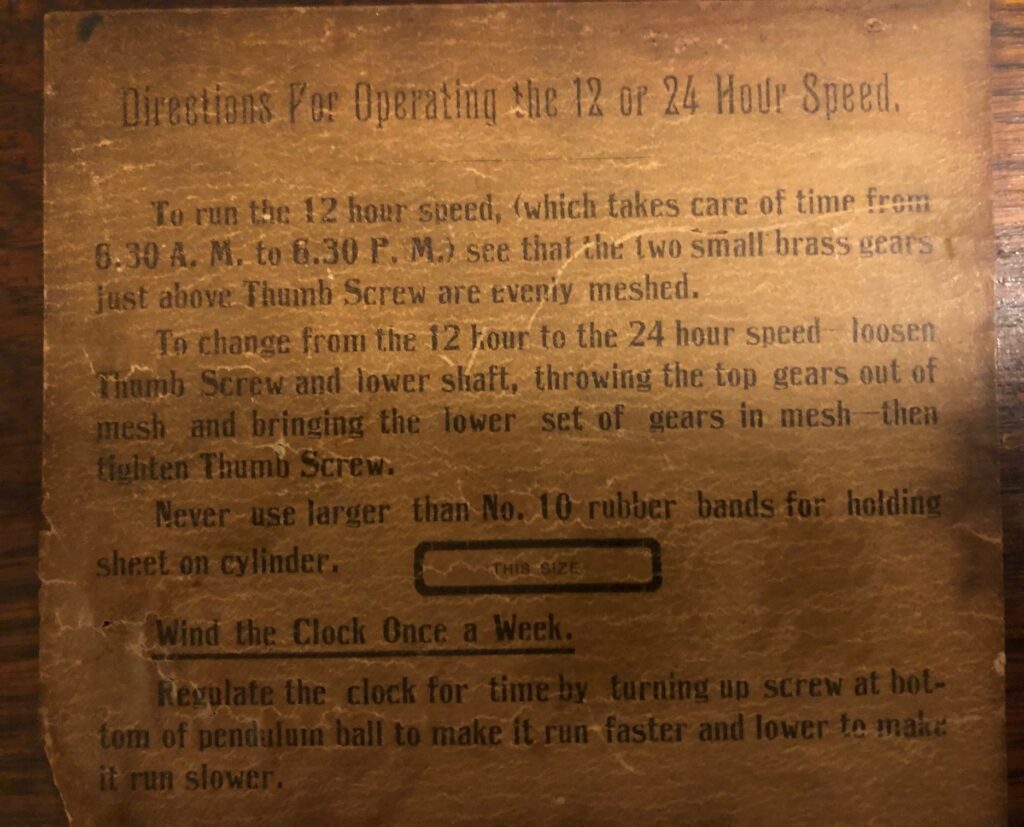 Directions For Operating the 12 or 24 Hour Speed.
To run the 12 hour speed, (which takes care of time from
6.30 A. M. to 6.30 P. M.) see that the two small brass gears
just above Thumb Screw are evenly meshed.
To change from the 12 hour to the 24 hour speed—loosen
Thumb Screw and lower shaft, throwing the top gears out of
mesh and bringing the lower set of gears in mesh—then
tighten Thumb Screw.
Never use larger than No. 10 rubber bands for holding
sheet on cylinder.
THIS SIZE
Wind the Clock Once a Week.
Regulate the clock for time by turning up screw at bot-
tom of pendulum ball to make it run faster and lower to make
it run slower.